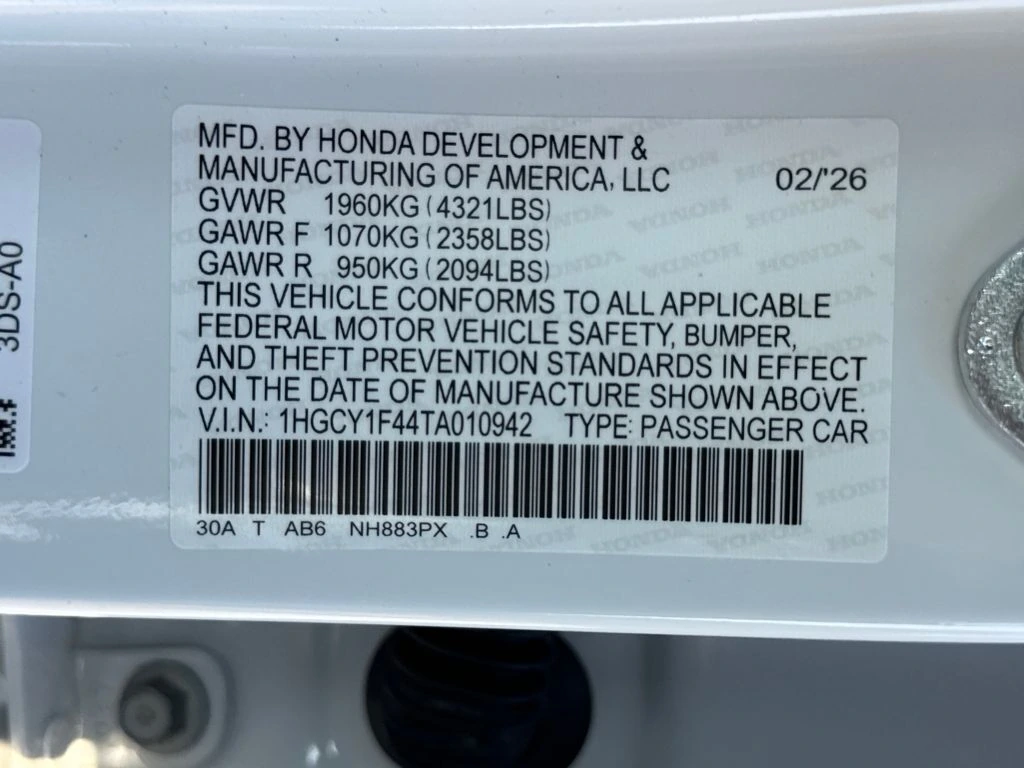 MFD. BY HONDA DEVELOPMENT &
MANUFACTURING OF AMERICA, LLC 02/'26
GVWR 1960KG (4321LBS)
GAWR F 1070KG (2358LBS)
GAWR R 950KG (2094LBS)
THIS VEHICLE CONFORMS TO ALL APPLICABLE
FEDERAL MOTOR VEHICLE SAFETY, BUMPER,
AND THEFT PREVENTION STANDARDS IN EFFECT
ON THE DATE OF MANUFACTURE SHOWN ABOVE.
V.I.N.: 1HGCY1F44TA010942 TYPE: PASSENGER CAR
30A T AB6 NH883PX .B .A
3DS-A0